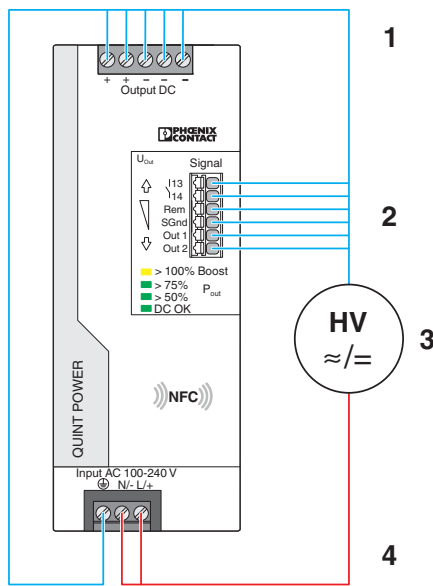 1
+ + − − −
Output DC
PHŒNIX
CONTACT
UOut
Signal
13
14
Rem
SGnd
Out 1
Out 2
2
> 100% Boost
> 75%
> 50%
Pout
DC OK
HV
≈/=
3
QUINT POWER
NFC
Input AC 100-240 V
N/- L/+
4